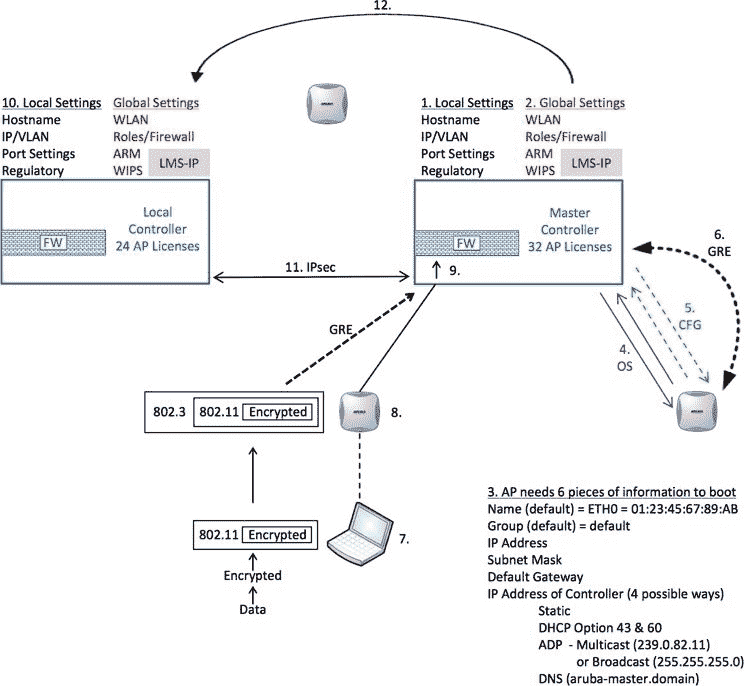 12.
10. Local Settings Global Settings
Hostname WLAN
IP/VLAN Roles/Firewall
Port Settings ARM
Regulatory WIPS
LMS-IP
1. Local Settings 2. Global Settings
Hostname WLAN
IP/VLAN Roles/Firewall
Port Settings ARM
Regulatory WIPS
LMS-IP
Local
Controller
24 AP Licenses
FW
Master
Controller
32 AP Licenses
FW
6.
GRE
11. IPsec
9.
5.
CFG
4.
OS
GRE
802.3 802.11 Encrypted
8.
802.11 Encrypted
7.
Encrypted
Data
3. AP needs 6 pieces of information to boot
Name (default) = ETH0 = 01:23:45:67:89:AB
Group (default) = default
IP Address
Subnet Mask
Default Gateway
IP Address of Controller (4 possible ways)
Static
DHCP Option 43 & 60
ADP - Multicast (239.0.82.11)
or Broadcast (255.255.255.0)
DNS (aruba-master.domain)